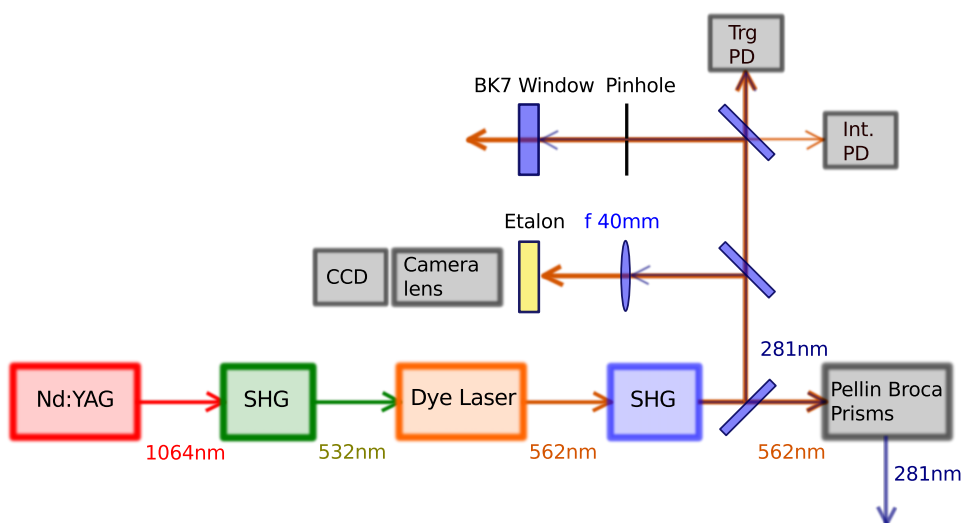 Trg
PD
BK7 Window
Pinhole
Int.
PD
Etalon
f 40mm
CCD
Camera
lens
281nm
Nd:YAG
SHG
Dye Laser
SHG
Pellin Broca
Prisms
1064nm
532nm
562nm
562nm
281nm